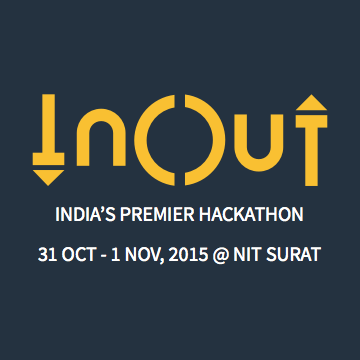 InOut
INDIA'S PREMIER HACKATHON
31 OCT - 1 NOV, 2015 @ NIT SURAT